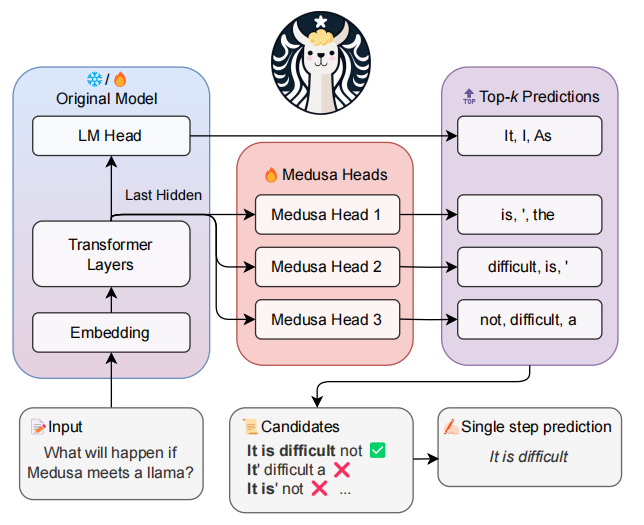 /
Original Model
LM Head
Last Hidden
Transformer
Layers
Embedding
Medusa Heads
Medusa Head 1
Medusa Head 2
Medusa Head 3
TOP
Top-k Predictions
It, I, As
is, ', the
difficult, is, '
not, difficult, a
Input
What will happen if
Medusa meets a llama?
Candidates
It is difficult not
It' difficult a
It is' not ...
Single step prediction
It is difficult